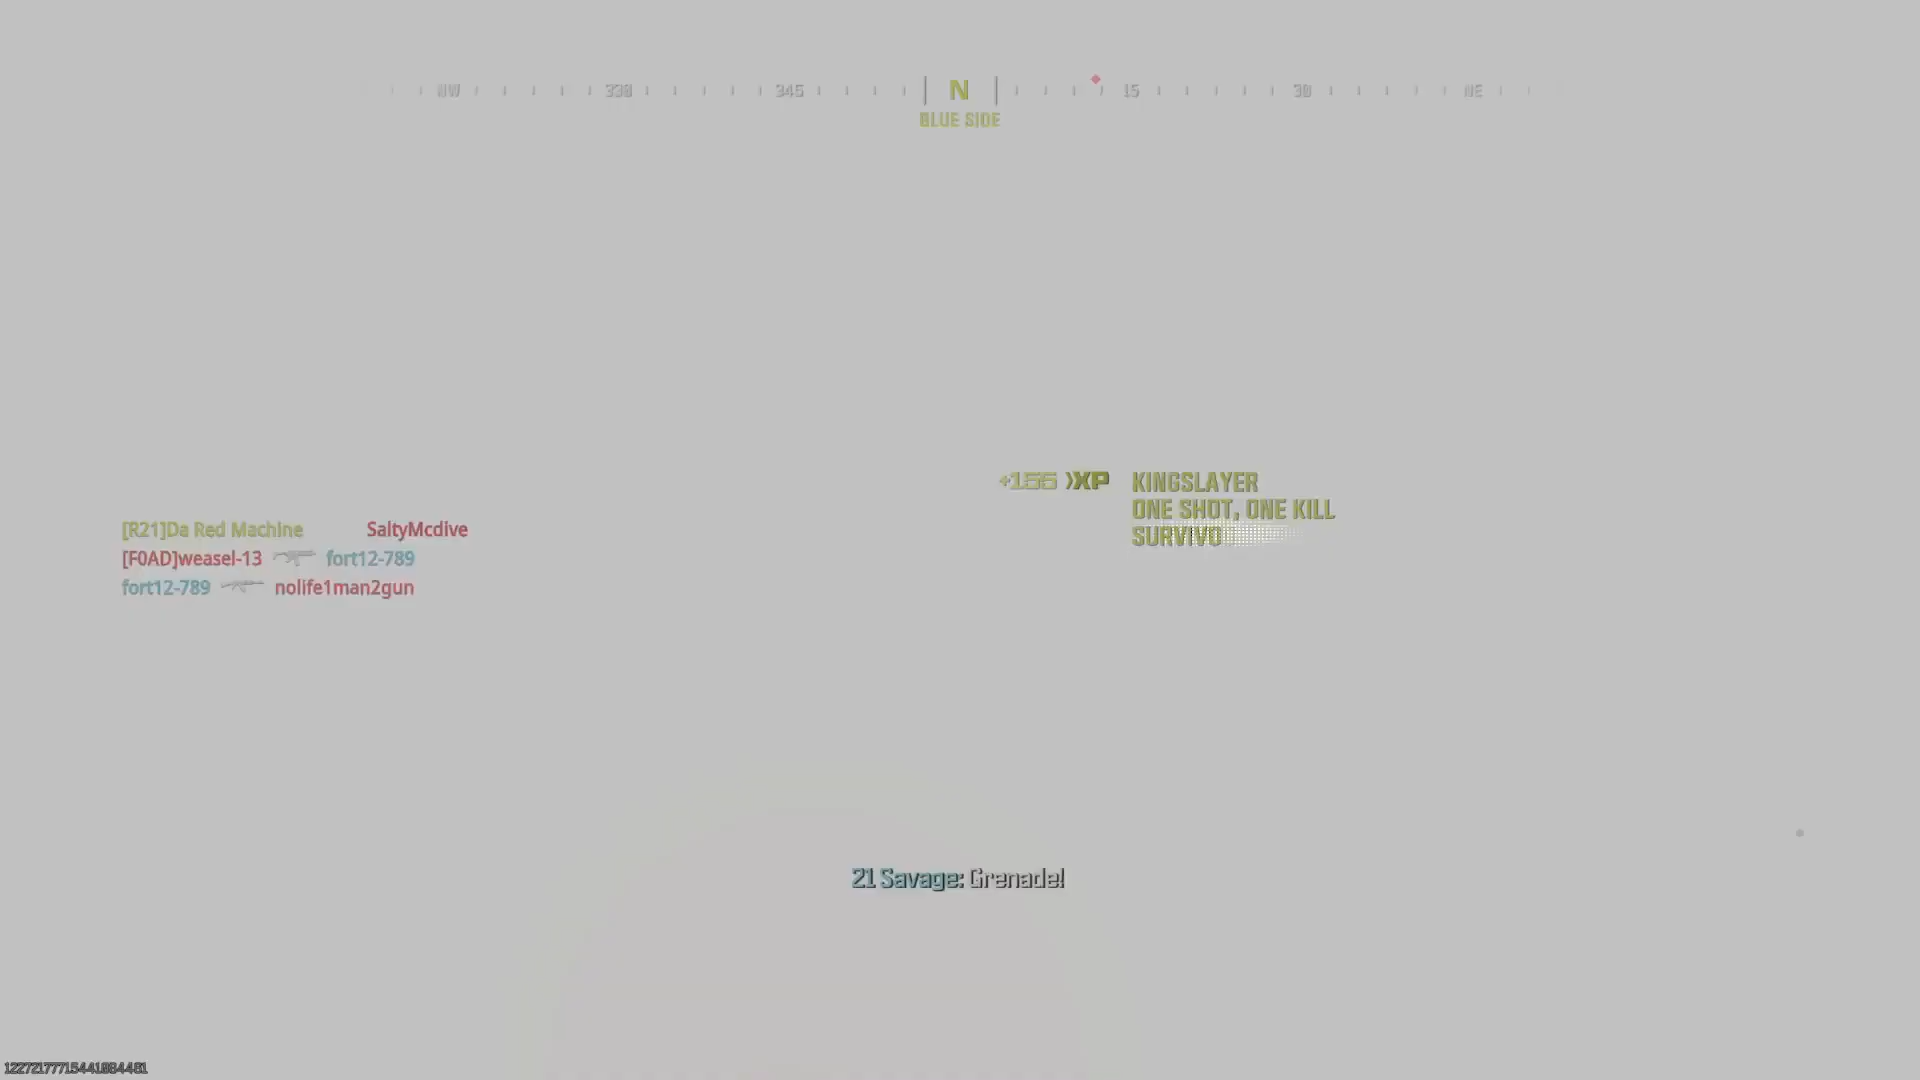 NW 330 345 N 15 30 NE
BLUE SIDE
+155 XP KINGSLAYER
ONE SHOT, ONE KILL
SURVIVO
[R21]Da Red Machine SaltyMcdive
[F0AD]weasel-13 fort12-789
fort12-789 nolife1man2gun
21 Savage: Grenade!